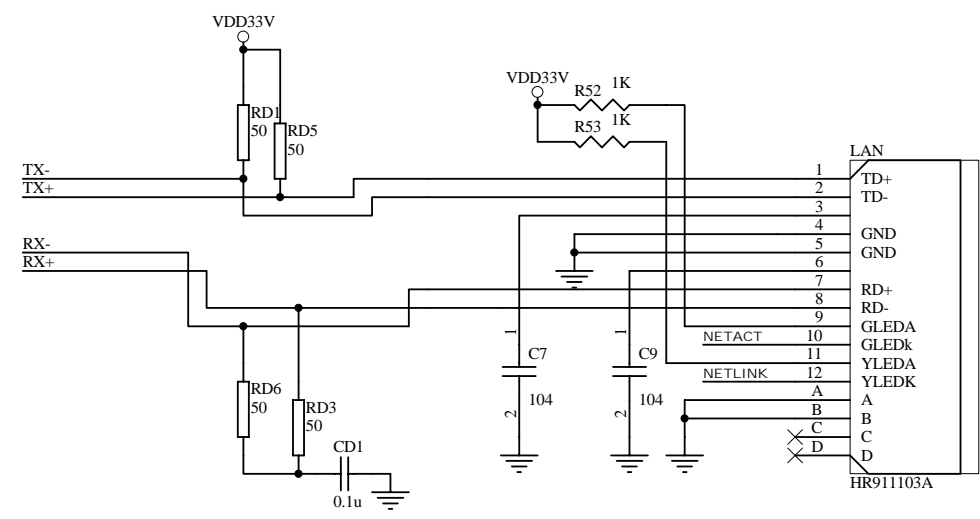 VDD33V
VDD33V
R52 1K
RD1
50
RD5
50
R53 1K
LAN
TX- 1 TD+
TX+ 2 TD-
3
4 GND
RX- 5 GND
RX+ 6
7 RD+
8 RD-
9 GLEDA
NETACT 10 GLEDk
11 YLEDA
NETLINK 12 YLEDK
1
C7
104
2
1
C9
104
2
RD6
50
RD3
50
A A
B B
C C
D D
CD1
0.1u
HR911103A